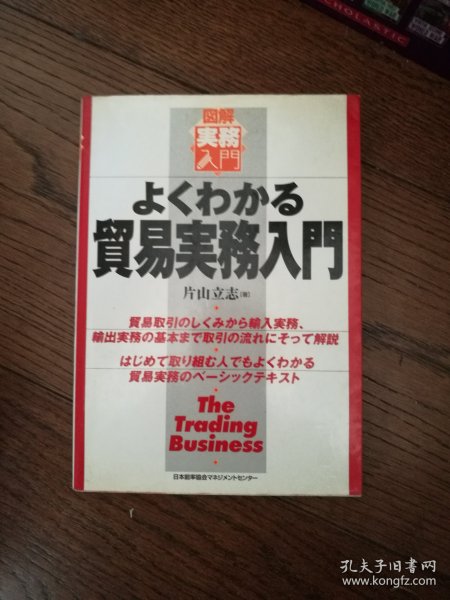 SCHOLASTIC
図解
実務
入門
よくわかる
貿易実務入門
片山立志[著]
貿易取引のしくみから輸入実務、
輸出実務の基本まで取引の流れにそって解説
はじめて取り組む人でもよくわかる
貿易実務のベーシックテキスト
The
Trading
Business
日本能率協会マネジメントセンター
孔夫子旧书网
www.kongfz.com